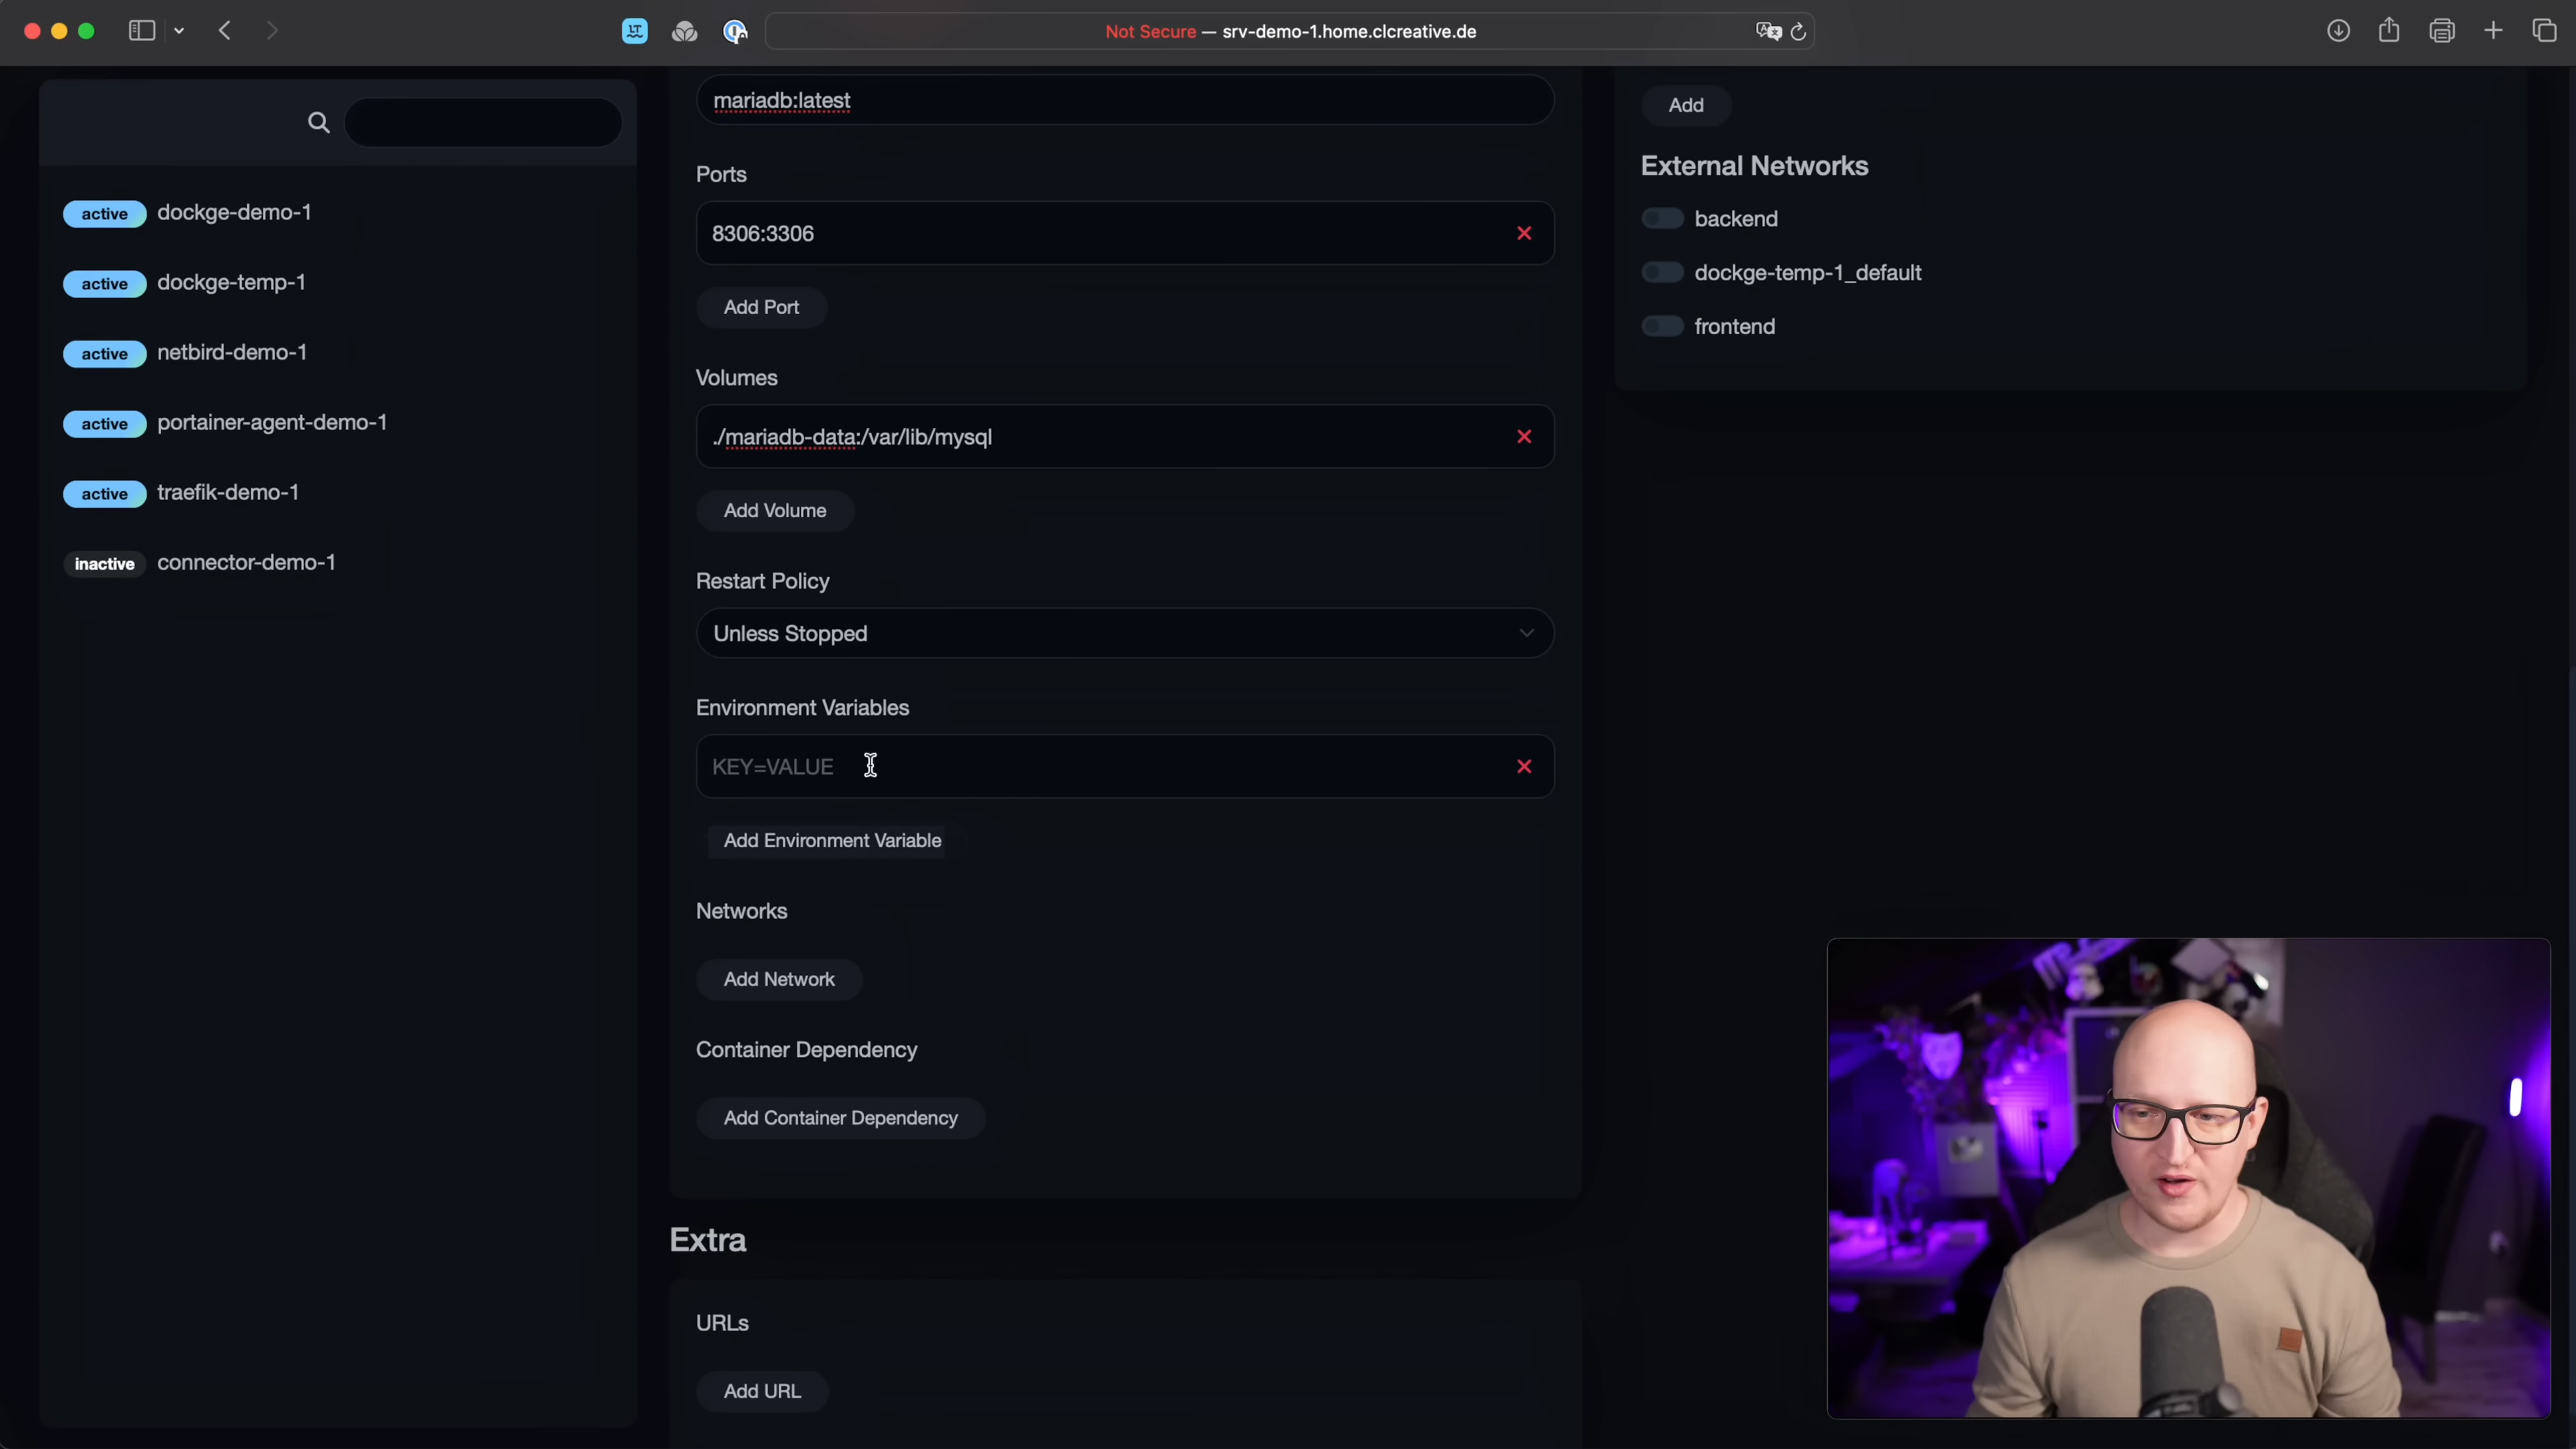 Not Secure — srv-demo-1.home.clcreative.de
active dockge-demo-1
active dockge-temp-1
active netbird-demo-1
active portainer-agent-demo-1
active traefik-demo-1
inactive connector-demo-1
mariadb:latest
Ports
8306:3306
Add Port
Volumes
./mariadb-data:/var/lib/mysql
Add Volume
Restart Policy
Unless Stopped
Environment Variables
KEY=VALUE
Add Environment Variable
Networks
Add Network
Container Dependency
Add Container Dependency
Extra
URLs
Add URL
Add
External Networks
backend
dockge-temp-1_default
frontend